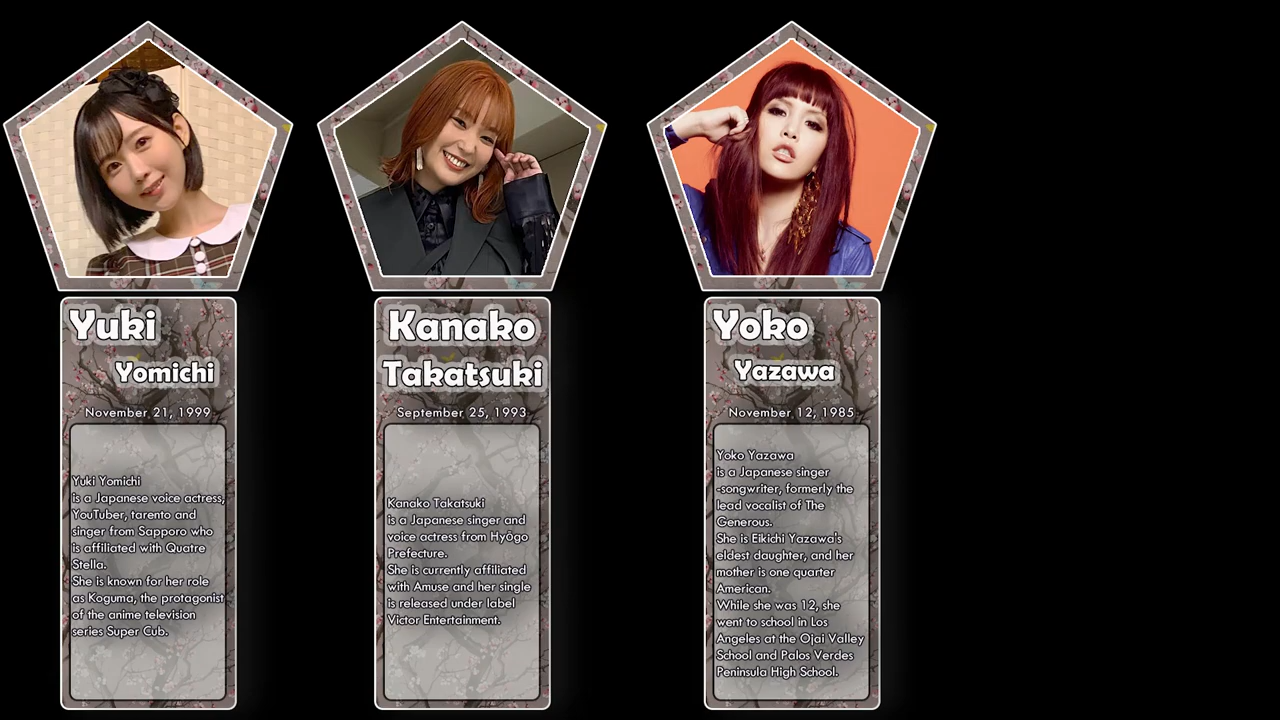 Yuki
Yomichi
November 21, 1999
Yuki Yomichi
is a Japanese voice actress,
YouTuber, tarento and
singer from Sapporo who
is affiliated with Quatre
Stella.
She is known for her role
as Koguma, the protagonist
of the anime television
series Super Cub.
Kanako
Takatsuki
September 25, 1993
Kanako Takatsuki
is a Japanese singer and
voice actress from Hyōgo
Prefecture.
She is currently affiliated
with Amuse and her single
is released under label
Victor Entertainment.
Yoko
Yazawa
November 12, 1985
Yoko Yazawa
is a Japanese singer
-songwriter, formerly the
lead vocalist of The
Generous.
She is Eikichi Yazawa's
eldest daughter, and her
mother is one quarter
American.
While she was 12, she
went to school in Los
Angeles at the Ojai Valley
School and Palos Verdes
Peninsula High School.